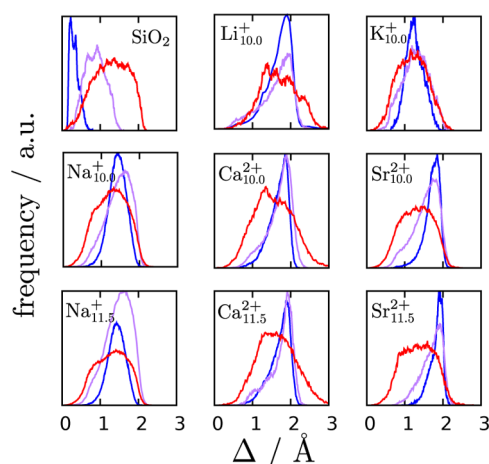 SiO₂ Li⁺₁₀.₀ K⁺₁₀.₀
Na⁺₁₀.₀ Ca²⁺₁₀.₀ Sr²⁺₁₀.₀
Na⁺₁₁.₅ Ca²⁺₁₁.₅ Sr²⁺₁₁.₅
frequency / a.u.
0 1 2 3 0 1 2 3 0 1 2 3
Δ / Å